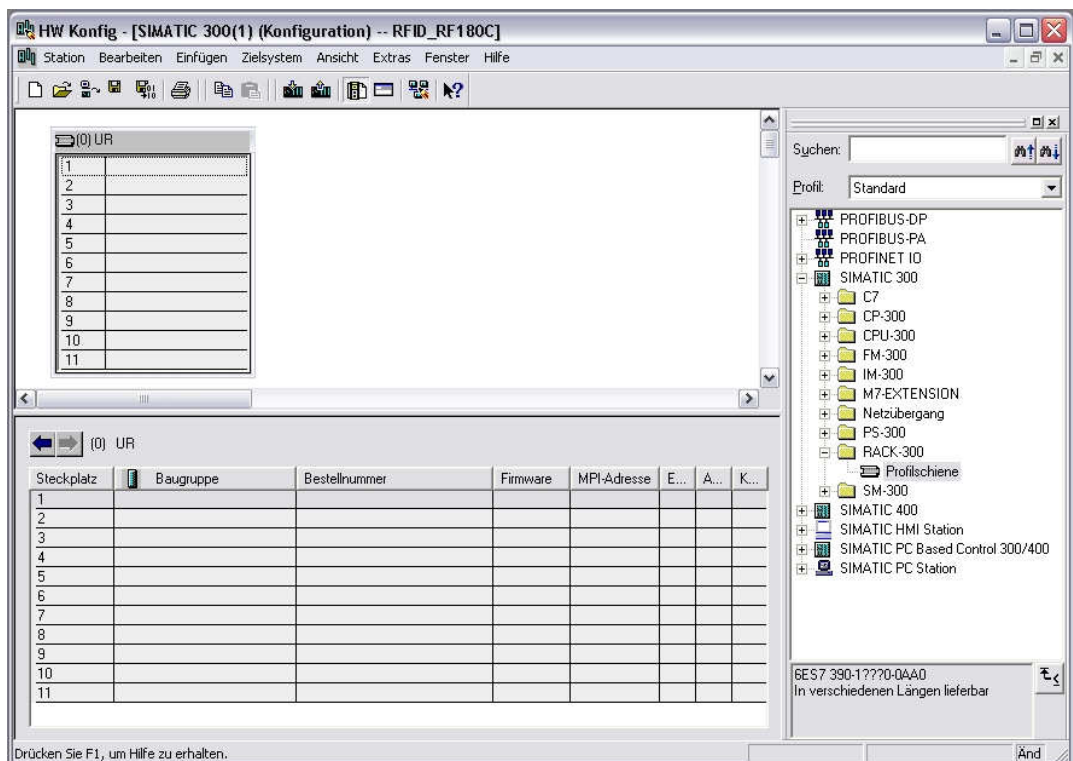 HW Konfig - [SIMATIC 300(1) (Konfiguration) -- RFID_RF180C]
Station Bearbeiten Einfügen Zielsystem Ansicht Extras Fenster Hilfe
(0) UR
1
2
3
4
5
6
7
8
9
10
11
(0) UR
Steckplatz Baugruppe Bestellnummer Firmware MPI-Adresse E... A... K...
1
2
3
4
5
6
7
8
9
10
11
Suchen:
Profil: Standard
PROFIBUS-DP
PROFIBUS-PA
PROFINET IO
SIMATIC 300
C7
CP-300
CPU-300
FM-300
IM-300
M7-EXTENSION
Netzübergang
PS-300
RACK-300
Profilschiene
SM-300
SIMATIC 400
SIMATIC HMI Station
SIMATIC PC Based Control 300/400
SIMATIC PC Station
6ES7 390-1???0-0AA0
In verschiedenen Längen lieferbar
Drücken Sie F1, um Hilfe zu erhalten.
Änd